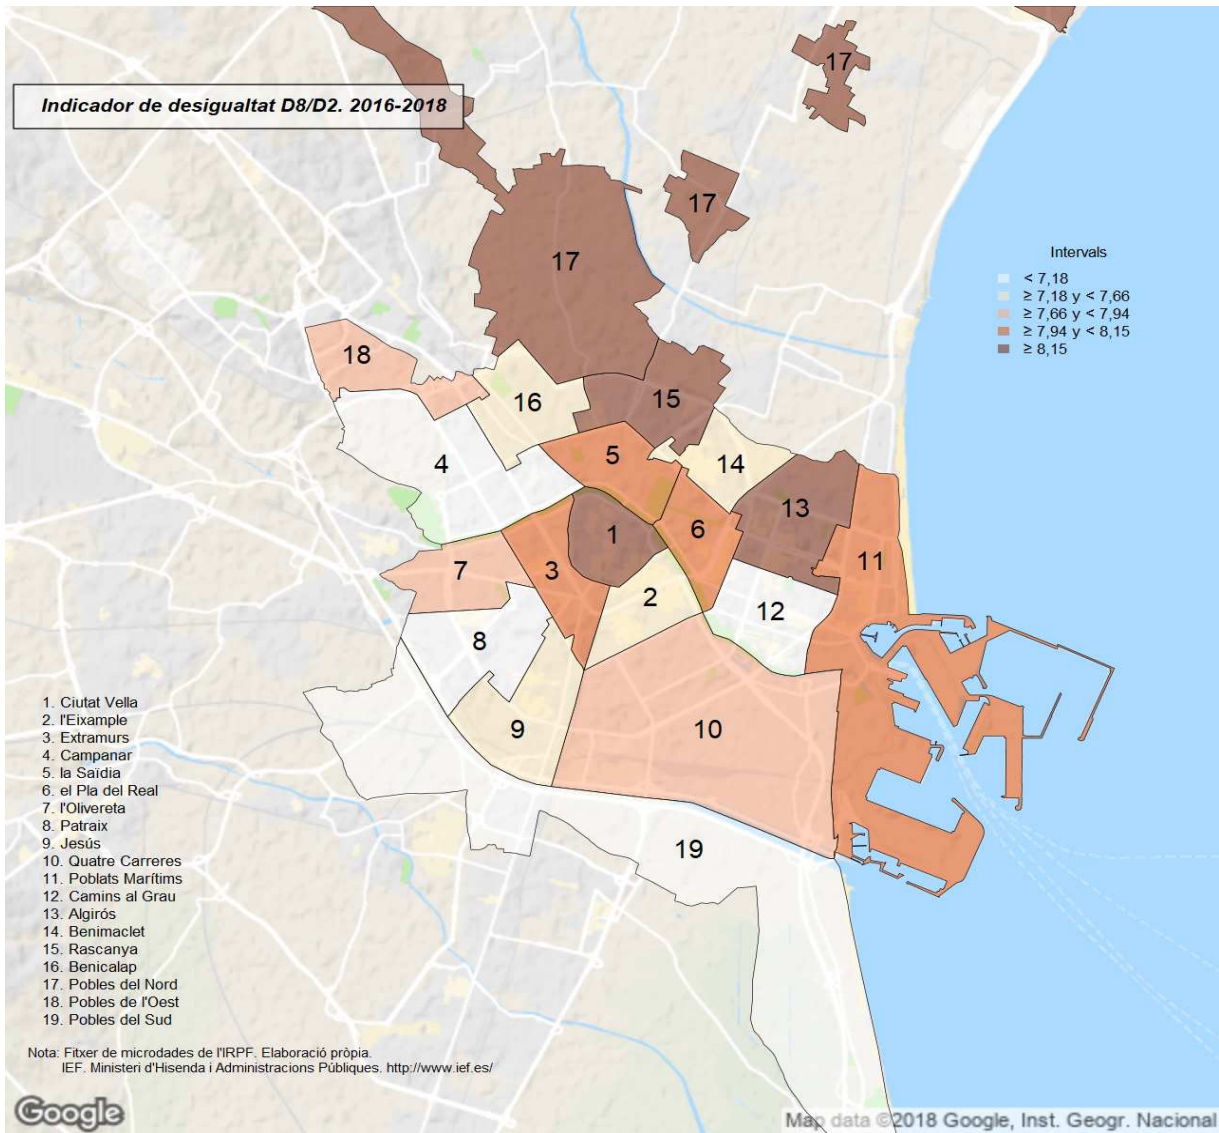 17
Indicador de desigualtat D8/D2. 2016-2018
17
17
Intervals
< 7,18
≥ 7,18 y < 7,66
≥ 7,66 y < 7,94
≥ 7,94 y < 8,15
≥ 8,15
18
16
15
4
5
14
13
1
6
11
7
3
2
12
8
9
10
19
1. Ciutat Vella
2. l'Eixample
3. Extramurs
4. Campanar
5. la Saïdia
6. el Pla del Real
7. l'Olivereta
8. Patraix
9. Jesús
10. Quatre Carreres
11. Poblats Marítims
12. Camins al Grau
13. Algirós
14. Benimaclet
15. Rascanya
16. Benicalap
17. Pobles del Nord
18. Pobles de l'Oest
19. Pobles del Sud
Nota: Fitxer de microdades de l'IRPF. Elaboració pròpia.
IEF. Ministeri d'Hisenda i Administracions Públiques. http://www.ief.es/
Google
Map data ©2018 Google, Inst. Geogr. Nacional